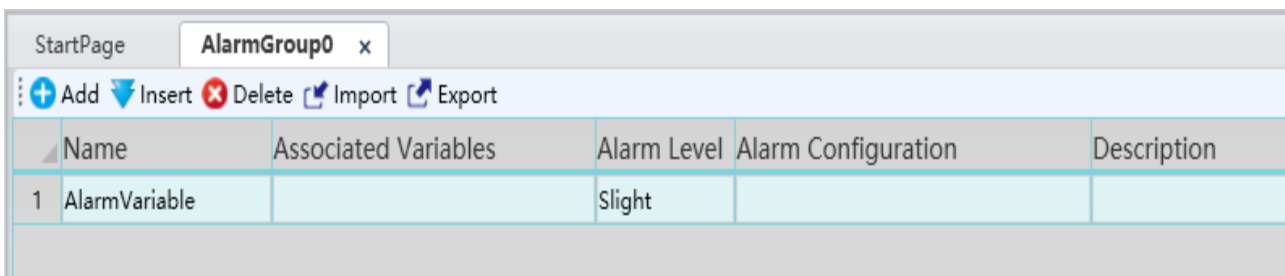 StartPage AlarmGroup0 x
Add Insert Delete Import Export
Name Associated Variables Alarm Level Alarm Configuration Description
1 AlarmVariable Slight